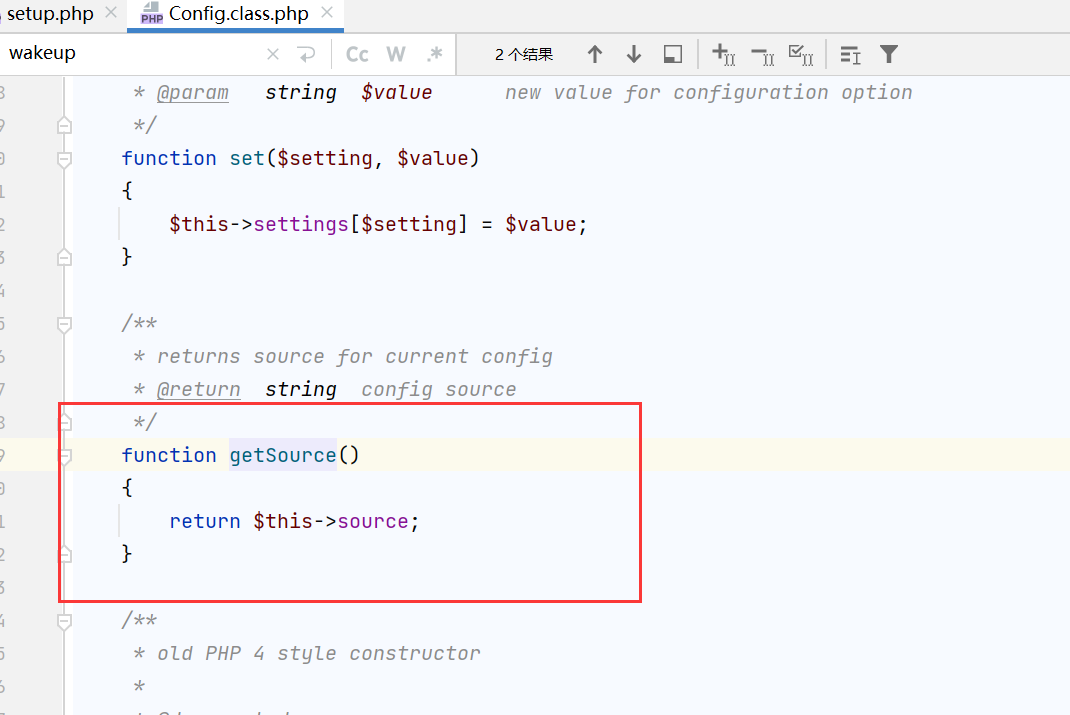 setup.php
PHP Config.class.php
wakeup
Cc W .*
2 个结果
* @param string $value new value for configuration option
*/
function set($setting, $value)
{
$this->settings[$setting] = $value;
}
/**
* returns source for current config
* @return string config source
*/
function getSource()
{
return $this->source;
}
/**
* old PHP 4 style constructor
*